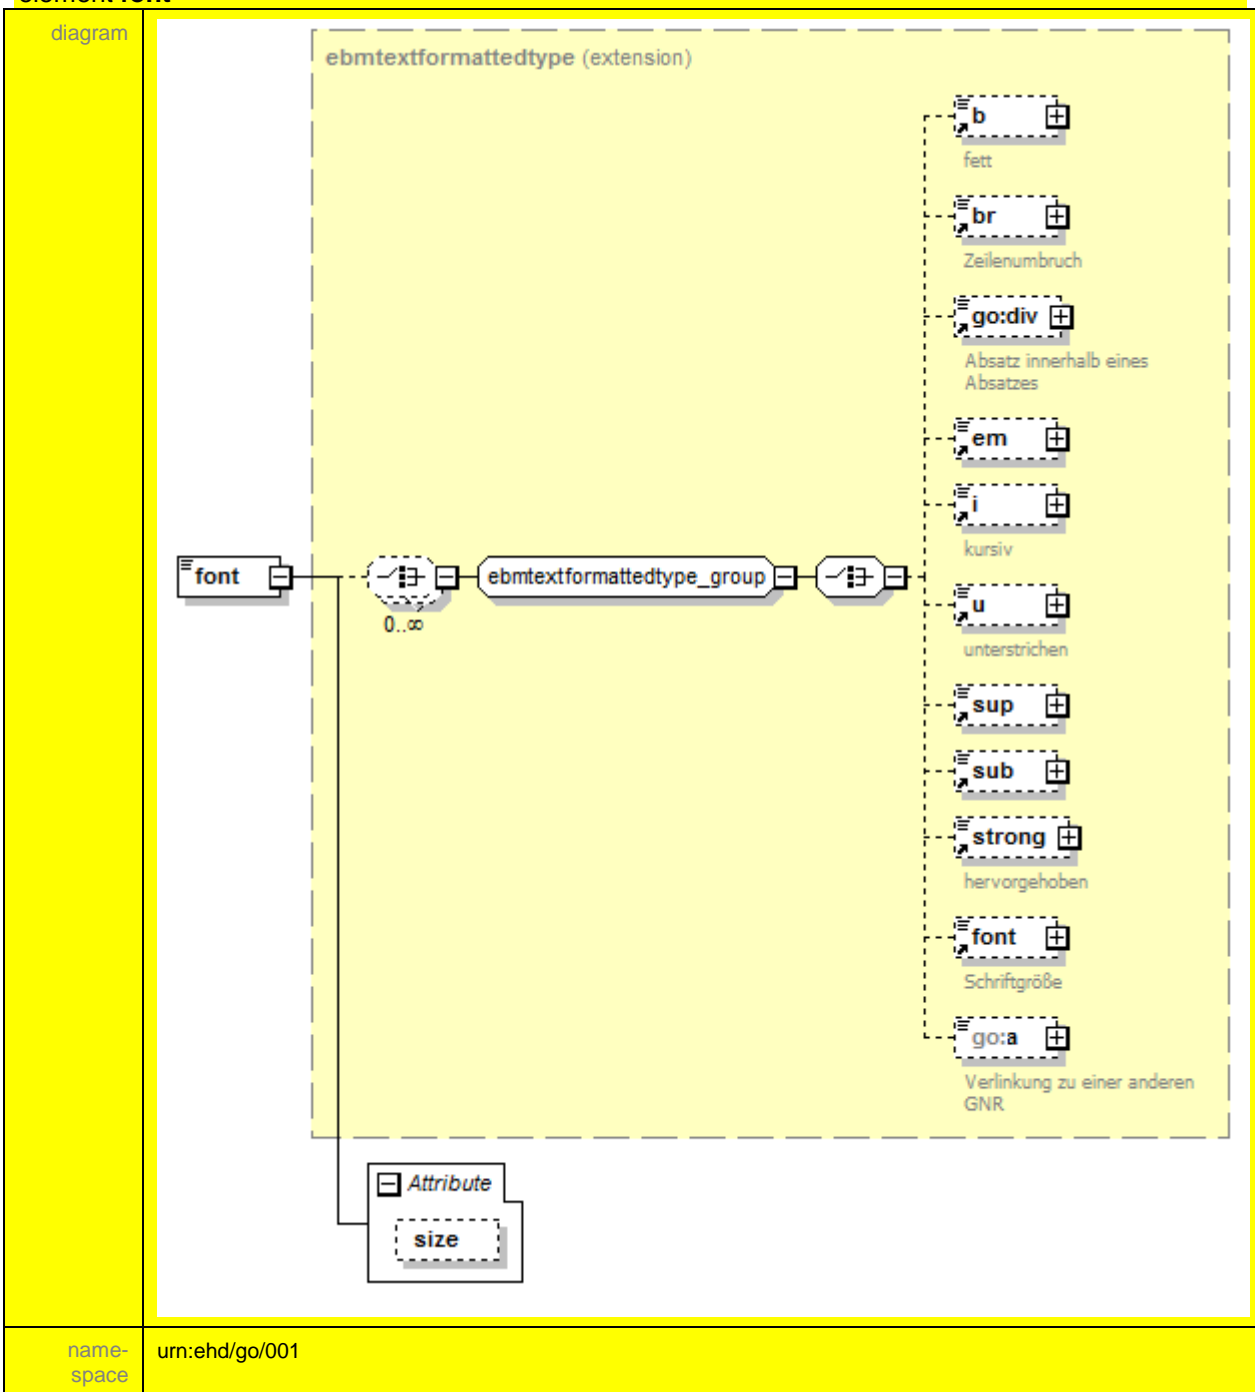 element font
diagram
ebmtextformattedtype (extension)
b
fett
br
Zeilenumbruch
go:div
Absatz innerhalb eines
Absatzes
em
i
kursiv
font
ebmtextformattedtype_group
0..∞
u
unterstrichen
sup
sub
strong
hervorgehoben
font
Schriftgröße
go:a
Verlinkung zu einer anderen
GNR
Attribute
size
name-
space
urn:ehd/go/001